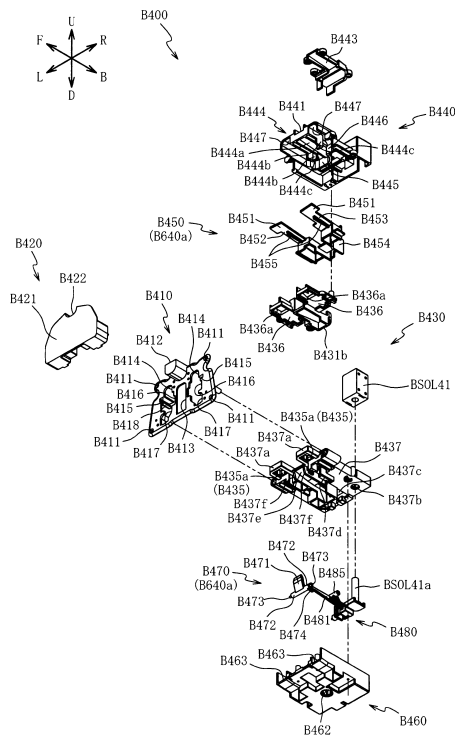 B400
U
F
R
L
B
D
B443
B441
B447
B444
B446
B440
B447
B444a
B444c
B444b
B444b
B444c
B445
B451
B451
B453
B450
(B640a)
B452
B454
B455
B420
B422
B421
B410
B436a
B436
B414
B436a
B412
B411
B436
B431b
B430
B414
B415
B411
B416
BSOL41
B416
B415
B435a(B435)
B411
B418
B437a
B437
B411
B417
B417
B413
B437a
B435a
(B435)
B437c
B437f
B437b
B437e
B437f
B437d
B472
B473
B471
B470
(B640a)
B485
BSOL41a
B473
B481
B472
B474
B480
B463
B463
B462
B460